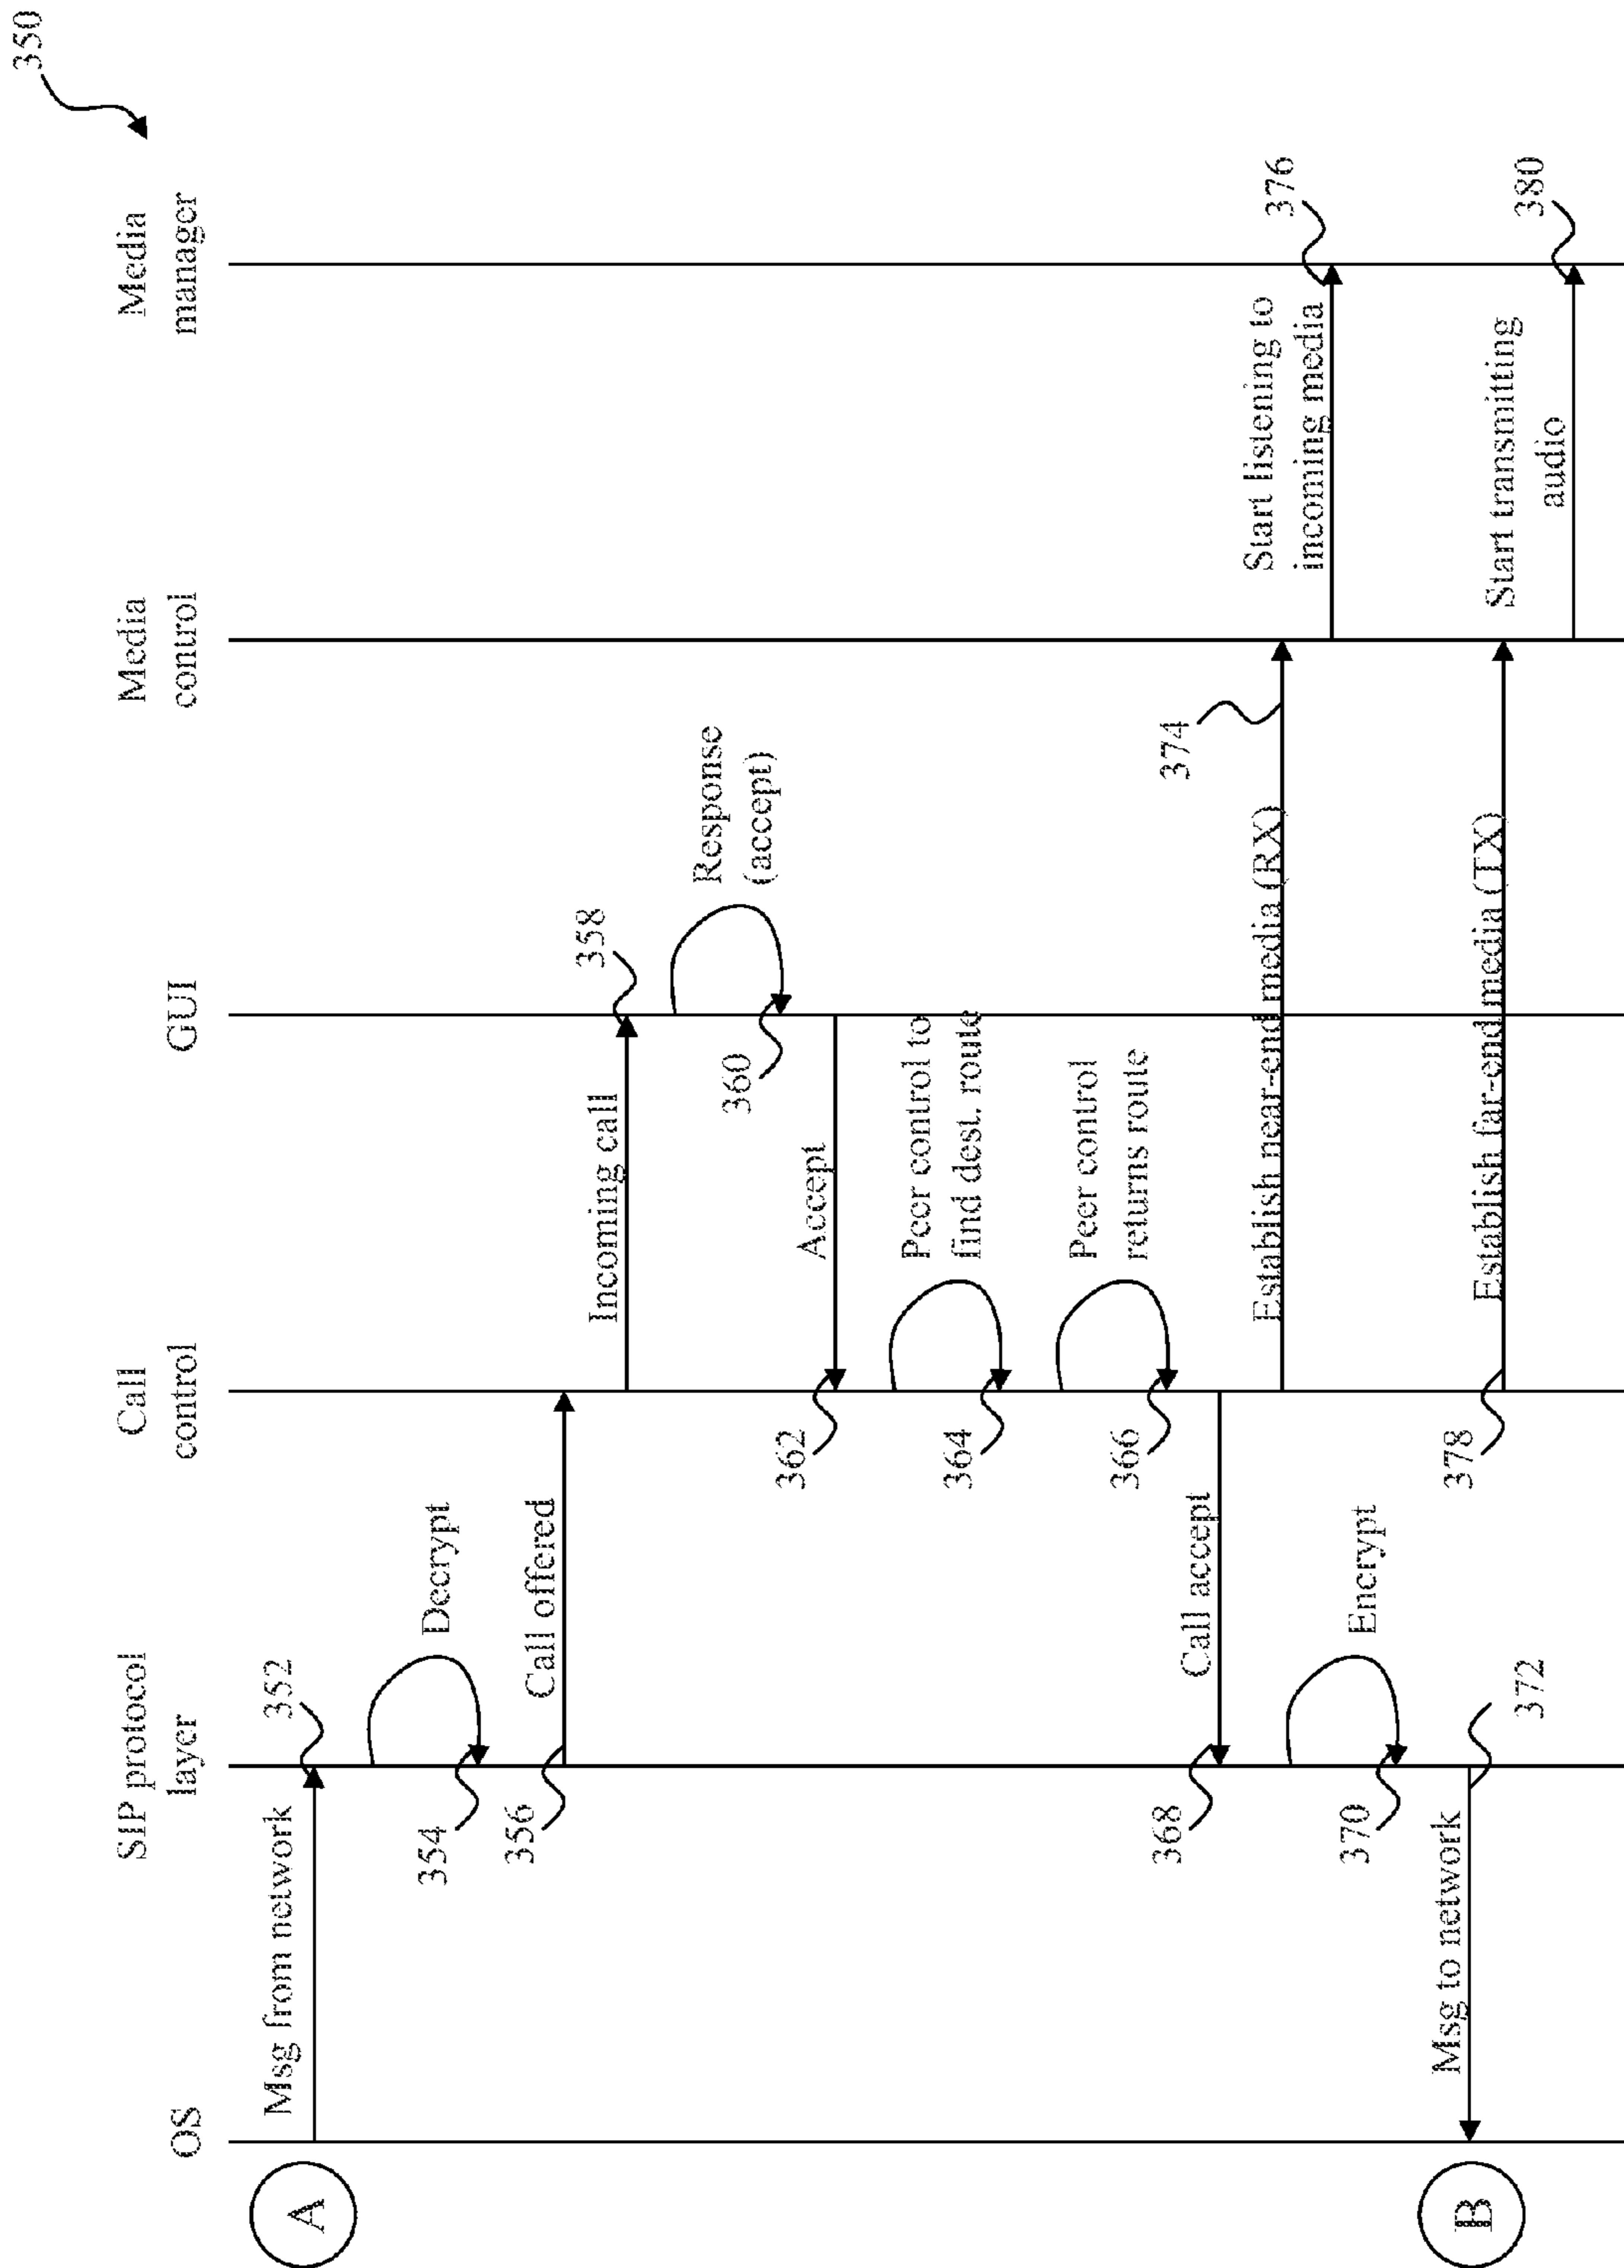 350
OS
SIP protocol
layer
Call
control
GUI
Media
control
Media
manager
A
Msg from network
352
Decrypt
354
Call offered
356
Incoming call
358
Response
(accept)
360
Accept
362
Peer control to
find dest. route
364
Peer control
returns route
366
Call accept
368
Establish near-end media (RX)
374
Start listening to
incoming media
376
Encrypt
370
B
Msg to network
372
Establish far-end media (TX)
378
Start transmitting
audio
380